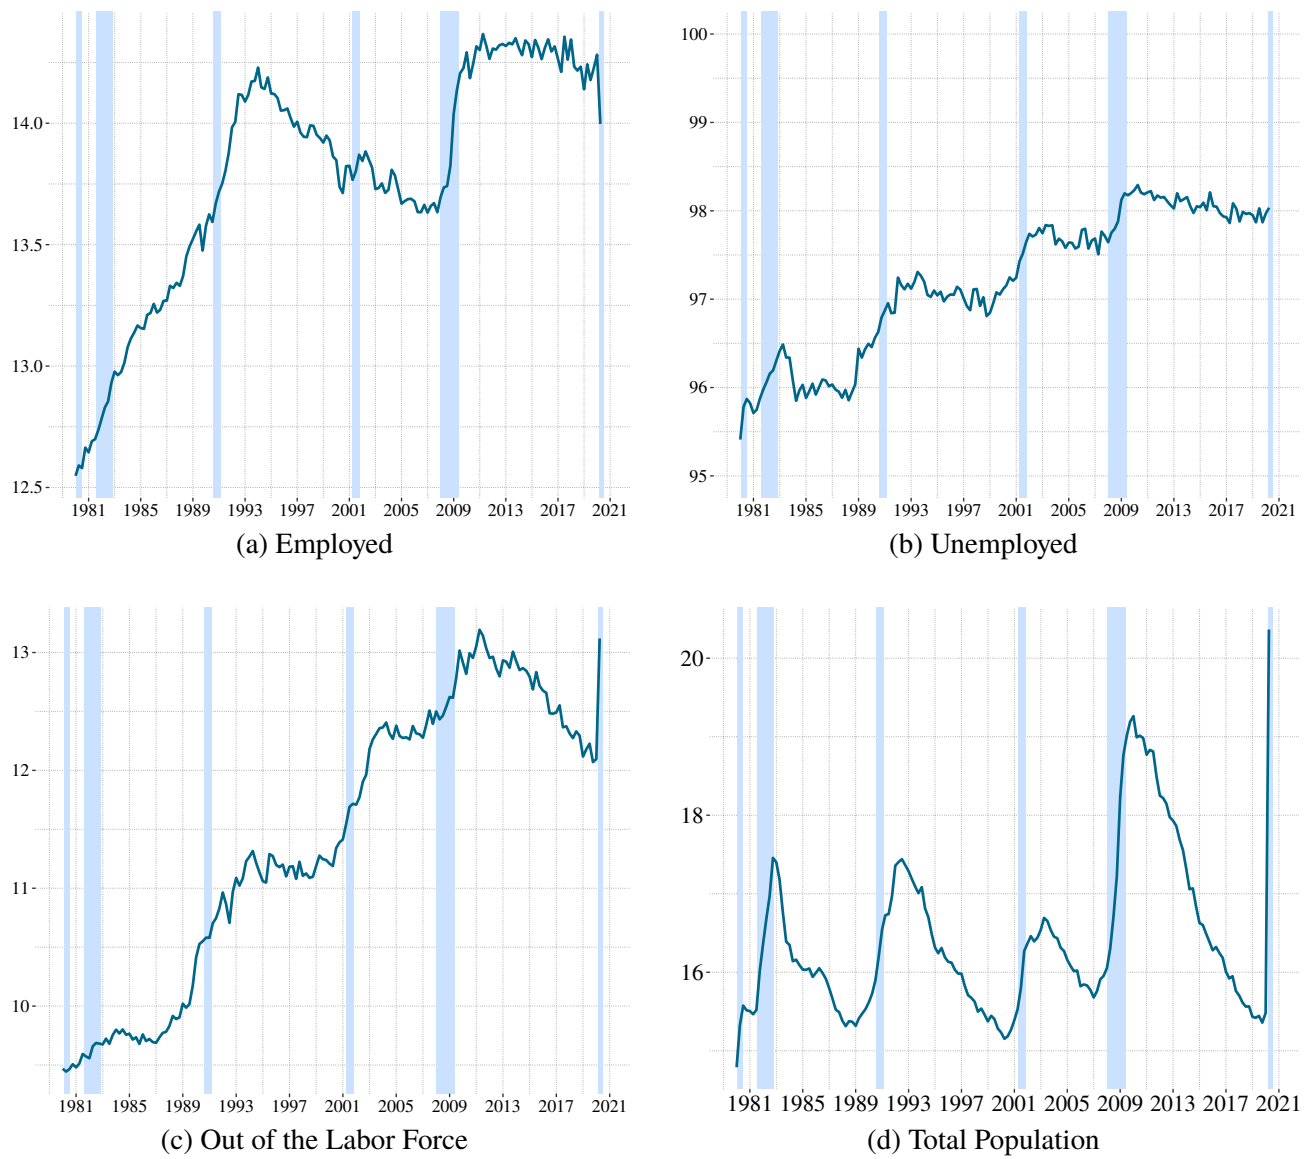 14.0
13.5
13.0
12.5
1981 1985 1989 1993 1997 2001 2005 2009 2013 2017 2021
(a) Employed
100
99
98
97
96
95
1981 1985 1989 1993 1997 2001 2005 2009 2013 2017 2021
(b) Unemployed
13
12
11
10
1981 1985 1989 1993 1997 2001 2005 2009 2013 2017 2021
(c) Out of the Labor Force
20
18
16
1981 1985 1989 1993 1997 2001 2005 2009 2013 2017 2021
(d) Total Population